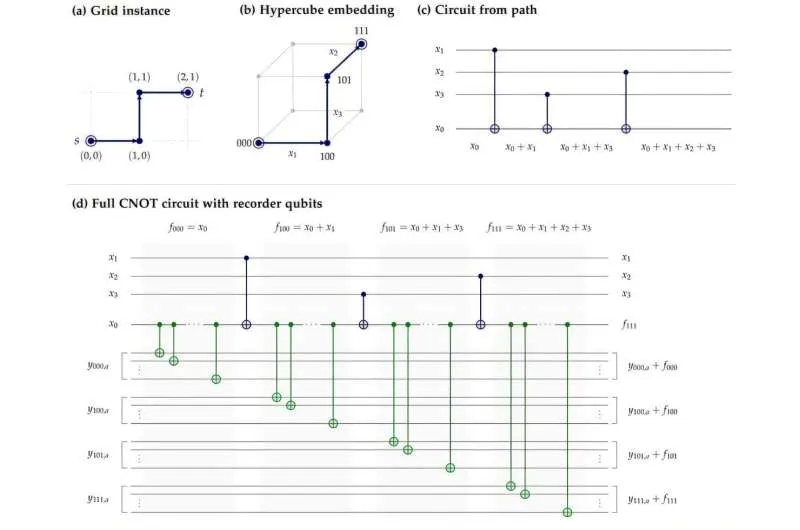 (a) Grid instance
(b) Hypercube embedding
(c) Circuit from path
(1,1)
(2,1)
t
s
(0,0)
(1,0)
111
x₂
101
x₃
000
x₁
100
x₁
x₂
x₃
x₀
x₀
x₀ + x₁
x₀ + x₁ + x₃
x₀ + x₁ + x₂ + x₃
(d) Full CNOT circuit with recorder qubits
f₀₀₀ = x₀
f₁₀₀ = x₀ + x₁
f₁₀₁ = x₀ + x₁ + x₃
f₁₁₁ = x₀ + x₁ + x₂ + x₃
x₁
x₁
x₂
x₂
x₃
x₃
x₀
f₁₁₁
y₀₀₀,ₐ
y₀₀₀,ₐ + f₀₀₀
y₁₀₀,ₐ
y₁₀₀,ₐ + f₁₀₀
y₁₀₁,ₐ
y₁₀₁,ₐ + f₁₀₁
y₁₁₁,ₐ
y₁₁₁,ₐ + f₁₁₁